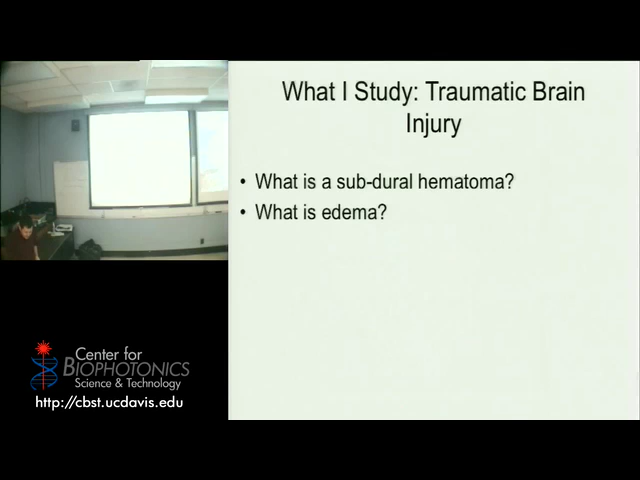 What I Study: Traumatic Brain
Injury
• What is a sub-dural hematoma?
• What is edema?
Center for
BIOPHOTONICS
Science & Technology
http://cbst.ucdavis.edu